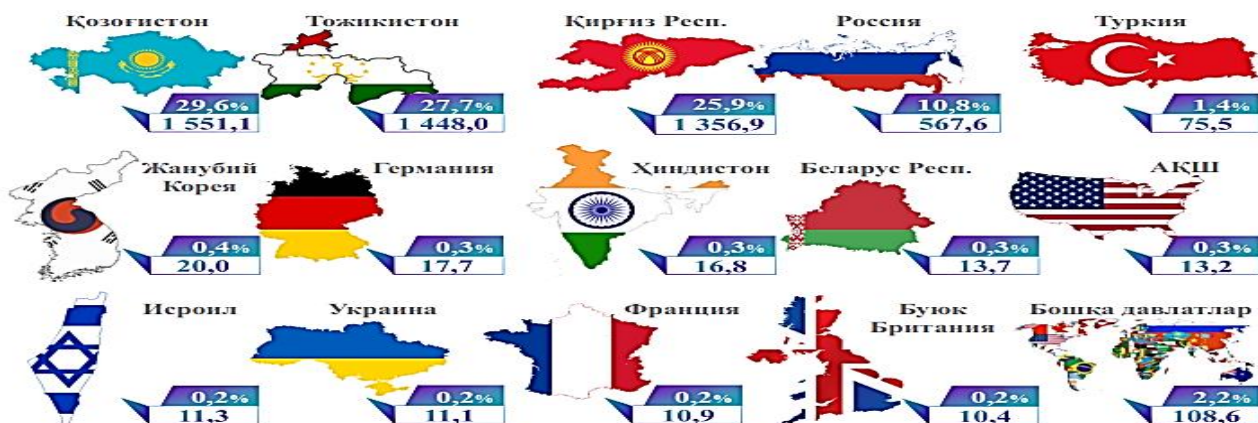 Қозоғистон
29,6%
1 551,1
Тожикистон
27,7%
1 448,0
Қирғиз Респ.
25,9%
1 356,9
Россия
10,8%
567,6
Туркия
1,4%
75,5
Жанубий
Корея
0,4%
20,0
Германия
0,3%
17,7
Ҳиндистон
0,3%
16,8
Беларус Респ.
0,3%
13,7
АҚШ
0,3%
13,2
Исроил
0,2%
11,3
Украина
0,2%
11,1
Франция
0,2%
10,9
Буюк
Британия
0,2%
10,4
Бошқа давлатлар
2,2%
108,6